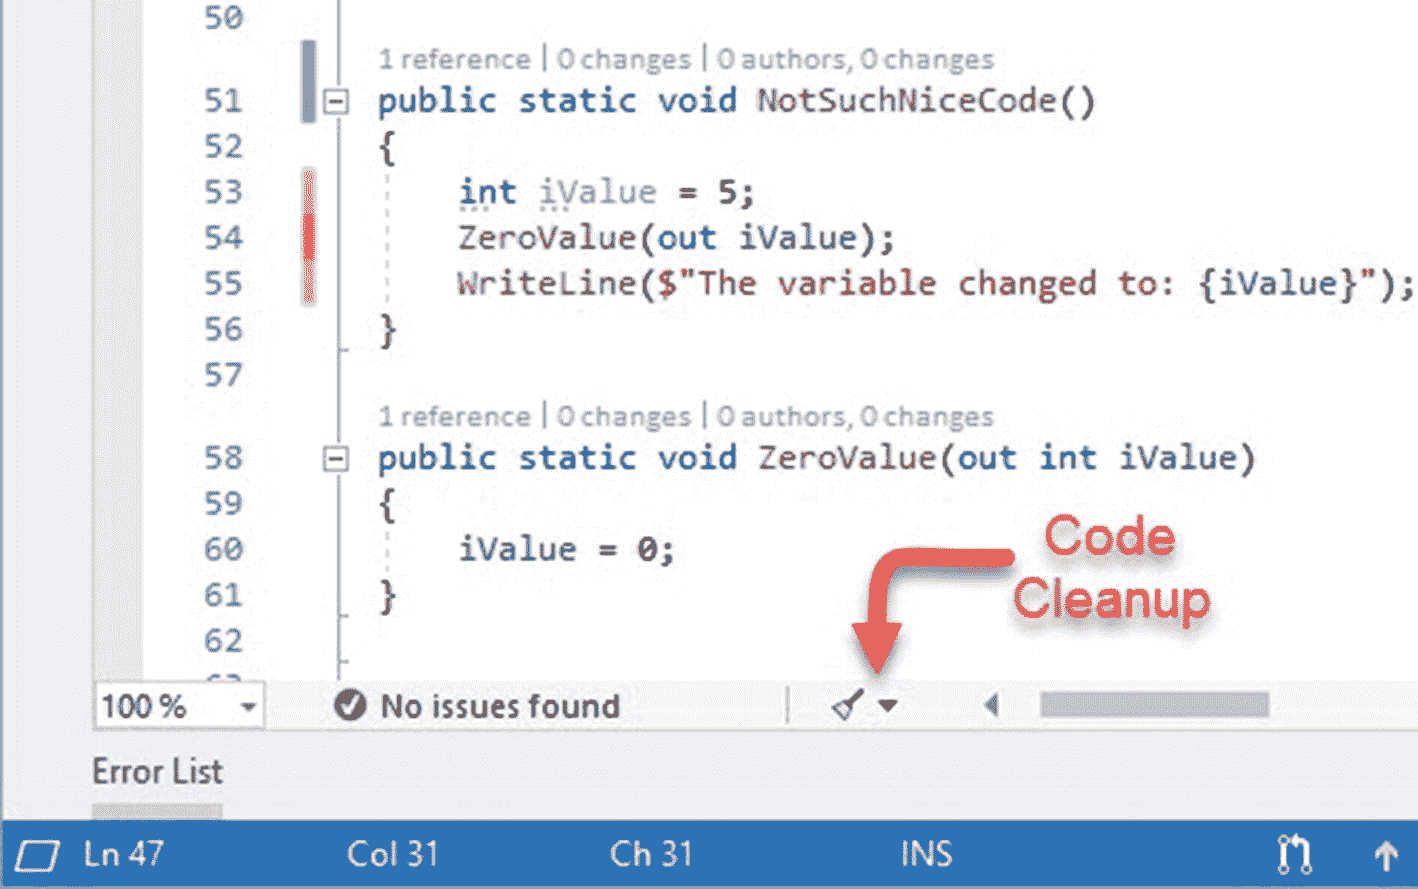 50
1 reference | 0 changes | 0 authors, 0 changes
51 public static void NotSuchNiceCode()
52 {
53 int iValue = 5;
54 ZeroValue(out iValue);
55 WriteLine($"The variable changed to: {iValue}");
56 }
57
1 reference | 0 changes | 0 authors, 0 changes
58 public static void ZeroValue(out int iValue)
59 {
60 iValue = 0;
61 }
62
Code
Cleanup
100 % No issues found
Error List
Ln 47 Col 31 Ch 31 INS